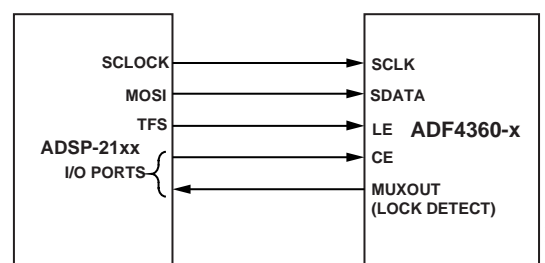 SCLOCK
MOSI
TFS
ADSP-21xx
I/O PORTS
SCLK
SDATA
LE
ADF4360-x
CE
MUXOUT
(LOCK DETECT)